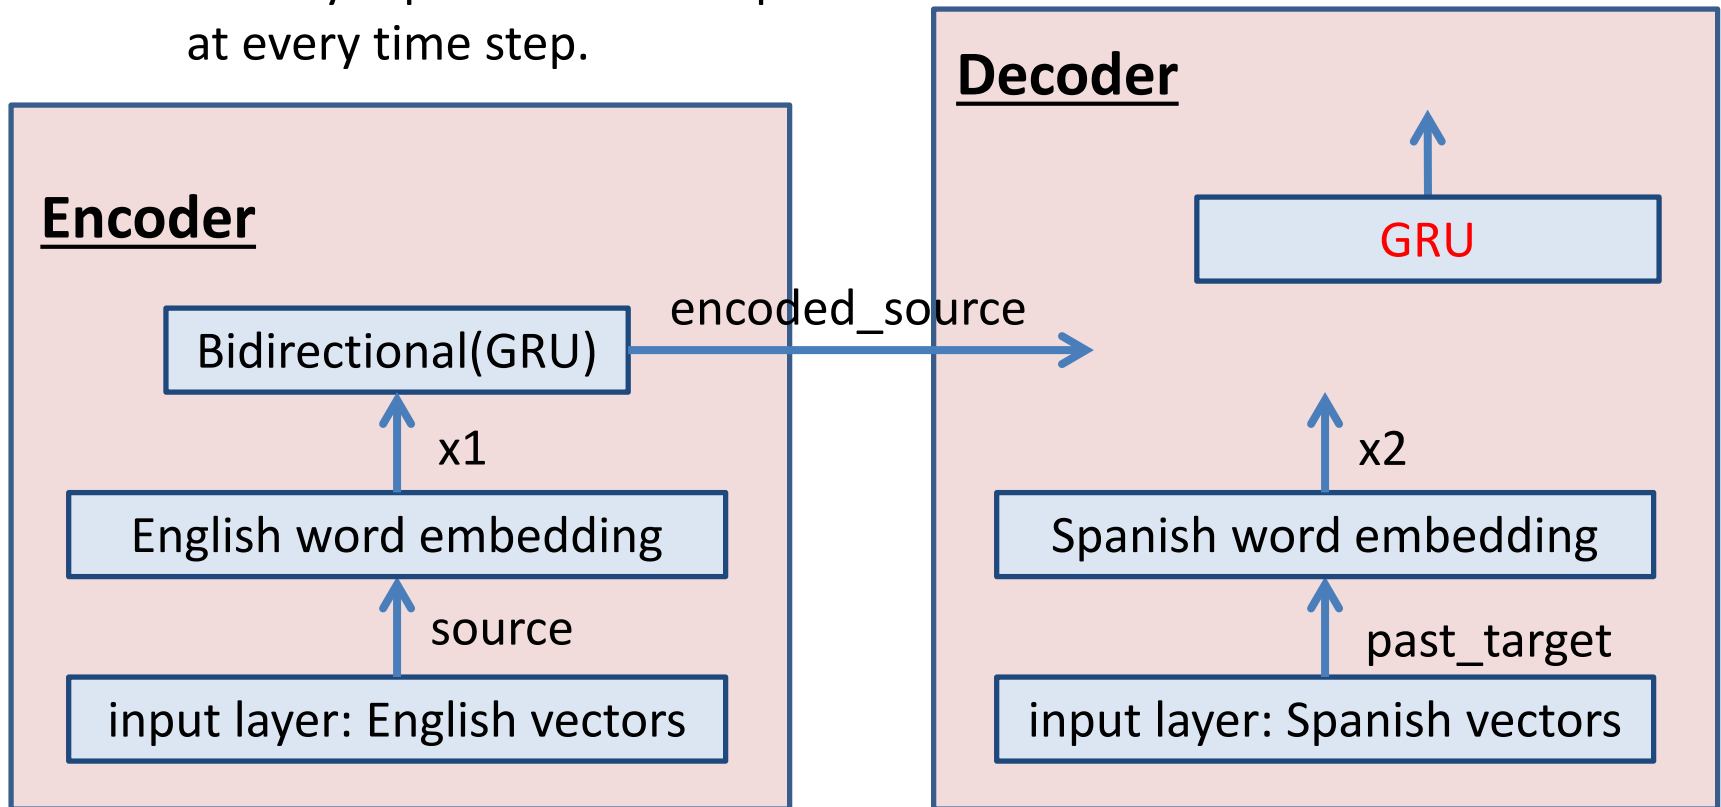 at every time step.
Encoder
Bidirectional(GRU)
x1
English word embedding
source
input layer: English vectors
encoded_source
Decoder
GRU
x2
Spanish word embedding
past_target
input layer: Spanish vectors